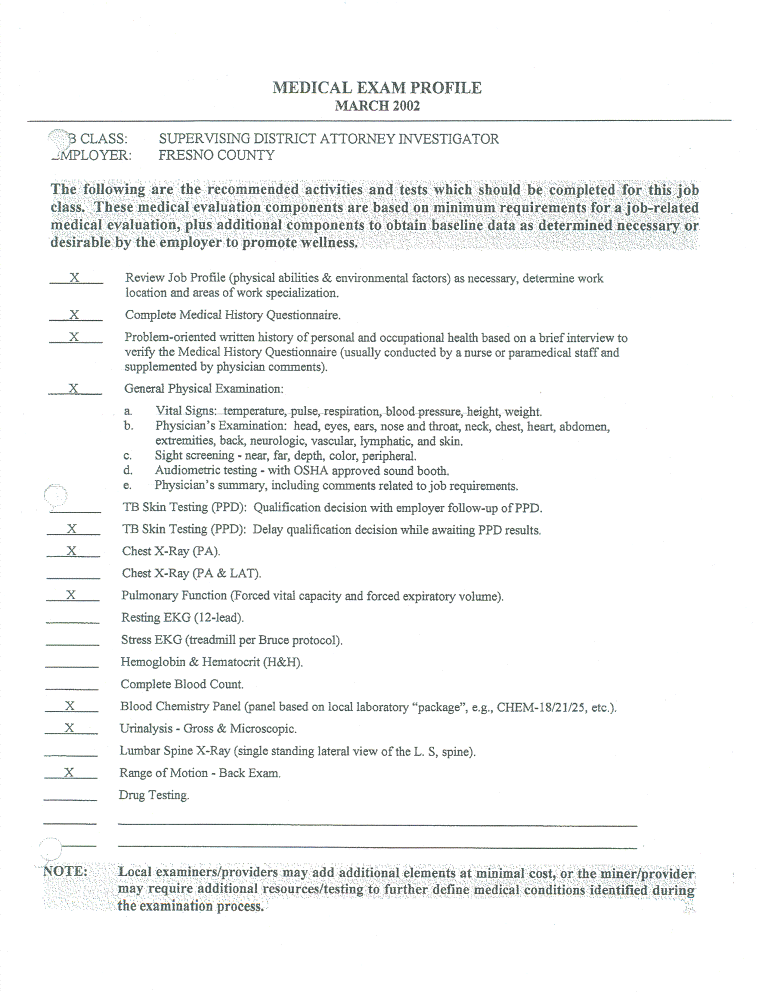 MEDICAL EXAM PROFILE
MARCH 2002
B CLASS: SUPERVISING DISTRICT ATTORNEY INVESTIGATOR
EMPLOYER: FRESNO COUNTY
The following are the recommended activities and tests which should be completed for this job
class. These medical evaluation components are based on minimum requirements for a job-related
medical evaluation, plus additional components to obtain baseline data as determined necessary or
desirable by the employer to promote wellness.
X Review Job Profile (physical abilities & environmental factors) as necessary, determine work
location and areas of work specialization.
X Complete Medical History Questionnaire.
X Problem-oriented written history of personal and occupational health based on a brief interview to
verify the Medical History Questionnaire (usually conducted by a nurse or paramedical staff and
supplemented by physician comments).
X General Physical Examination:
a. Vital Signs: temperature, pulse, respiration, blood pressure, height, weight.
b. Physician's Examination: head, eyes, ears, nose and throat, neck, chest, heart, abdomen,
extremities, back, neurologic, vascular, lymphatic, and skin.
c. Sight screening - near, far, depth, color, peripheral.
d. Audiometric testing - with OSHA approved sound booth.
e. Physician's summary, including comments related to job requirements.
TB Skin Testing (PPD): Qualification decision with employer follow-up of PPD.
X TB Skin Testing (PPD): Delay qualification decision while awaiting PPD results.
X Chest X-Ray (PA).
Chest X-Ray (PA & LAT).
X Pulmonary Function (Forced vital capacity and forced expiratory volume).
Resting EKG (12-lead).
Stress EKG (treadmill per Bruce protocol).
Hemoglobin & Hematocrit (H&H).
Complete Blood Count.
X Blood Chemistry Panel (panel based on local laboratory "package", e.g., CHEM-18/21/25, etc.).
X Urinalysis - Gross & Microscopic.
Lumbar Spine X-Ray (single standing lateral view of the L. S, spine).
X Range of Motion - Back Exam.
Drug Testing.
NOTE: Local examiners/providers may add additional elements at minimal cost, or the miner/provider
may require additional resources/testing to further define medical conditions identified during
the examination process.